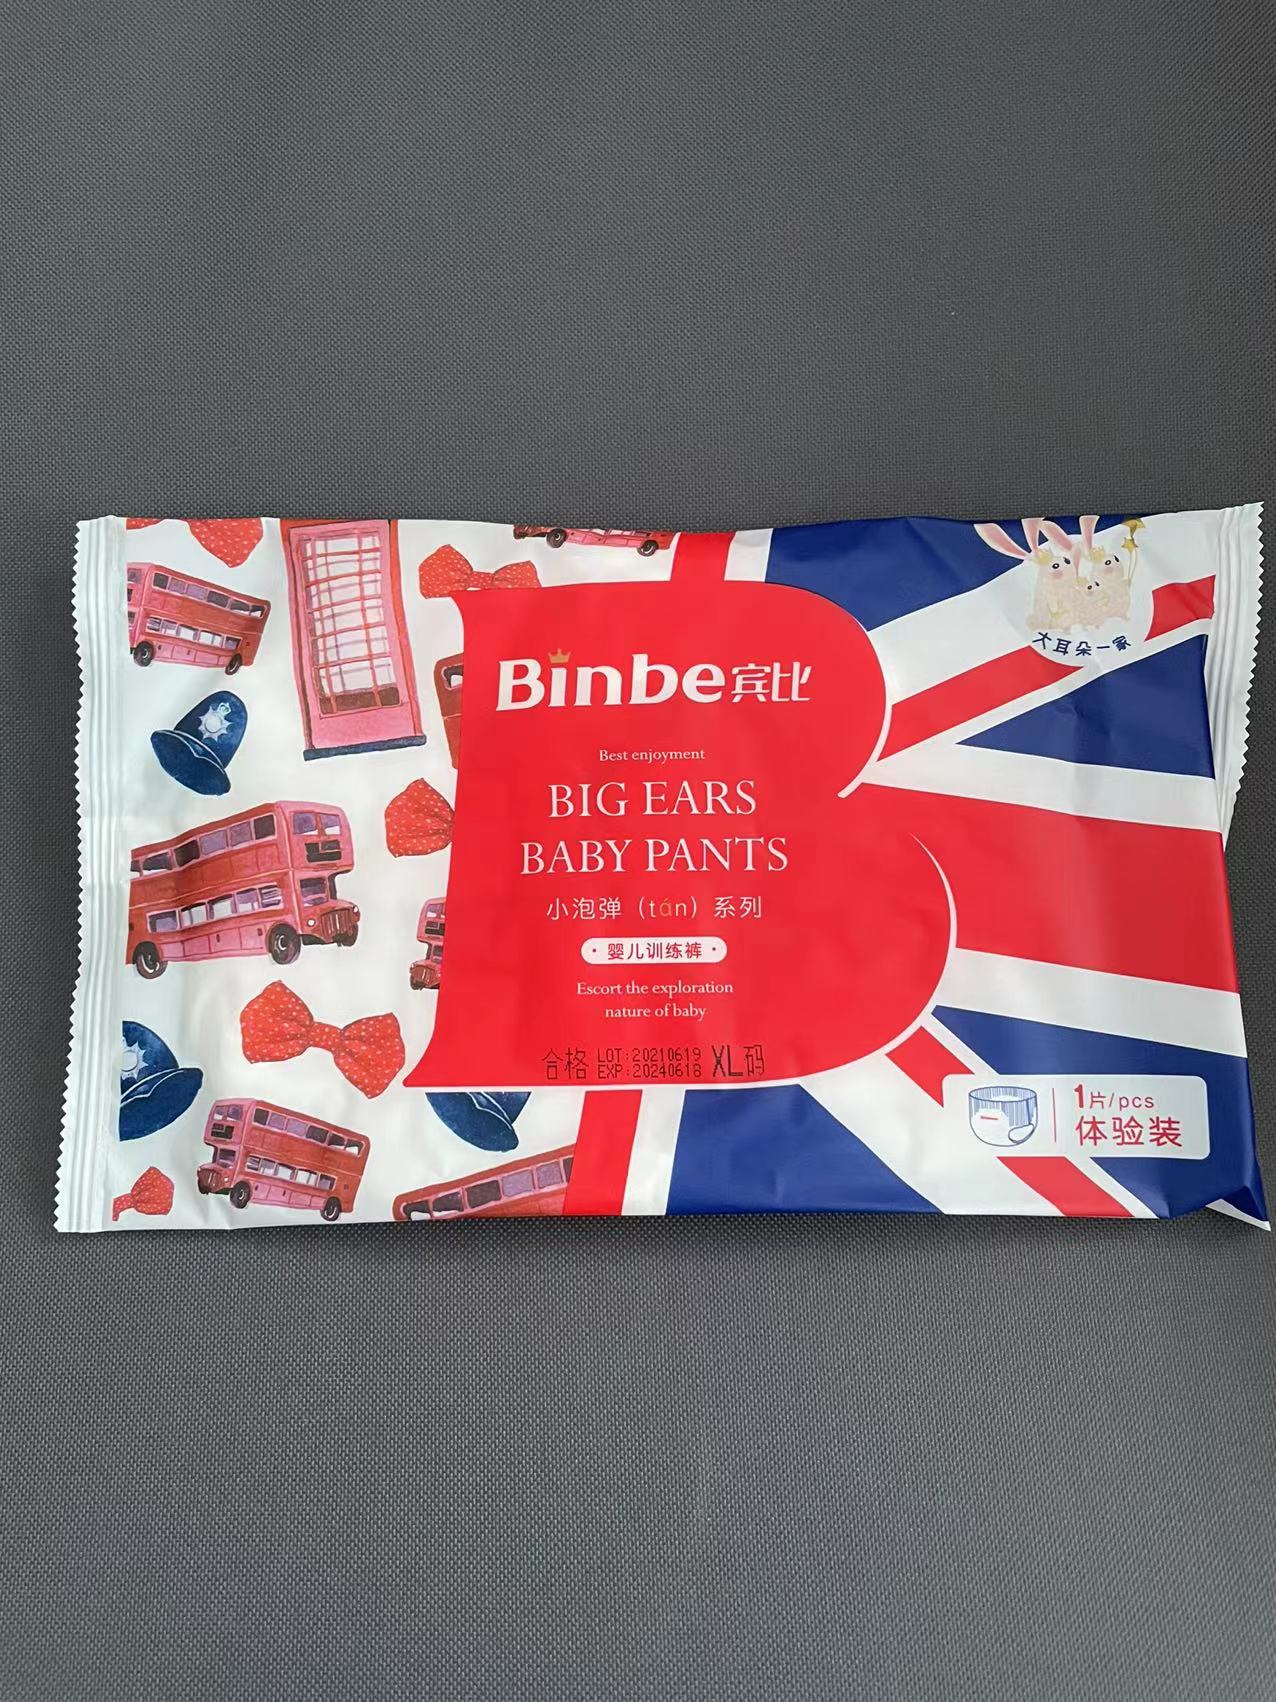 Binbe宾比
Best enjoyment
BIG EARS
BABY PANTS
小泡弹（tán）系列
·婴儿训练裤·
Escort the exploration
nature of baby
合格 LOT:20210619 XL码
EXP:20240618
大耳朵一家
1片/pcs
体验装